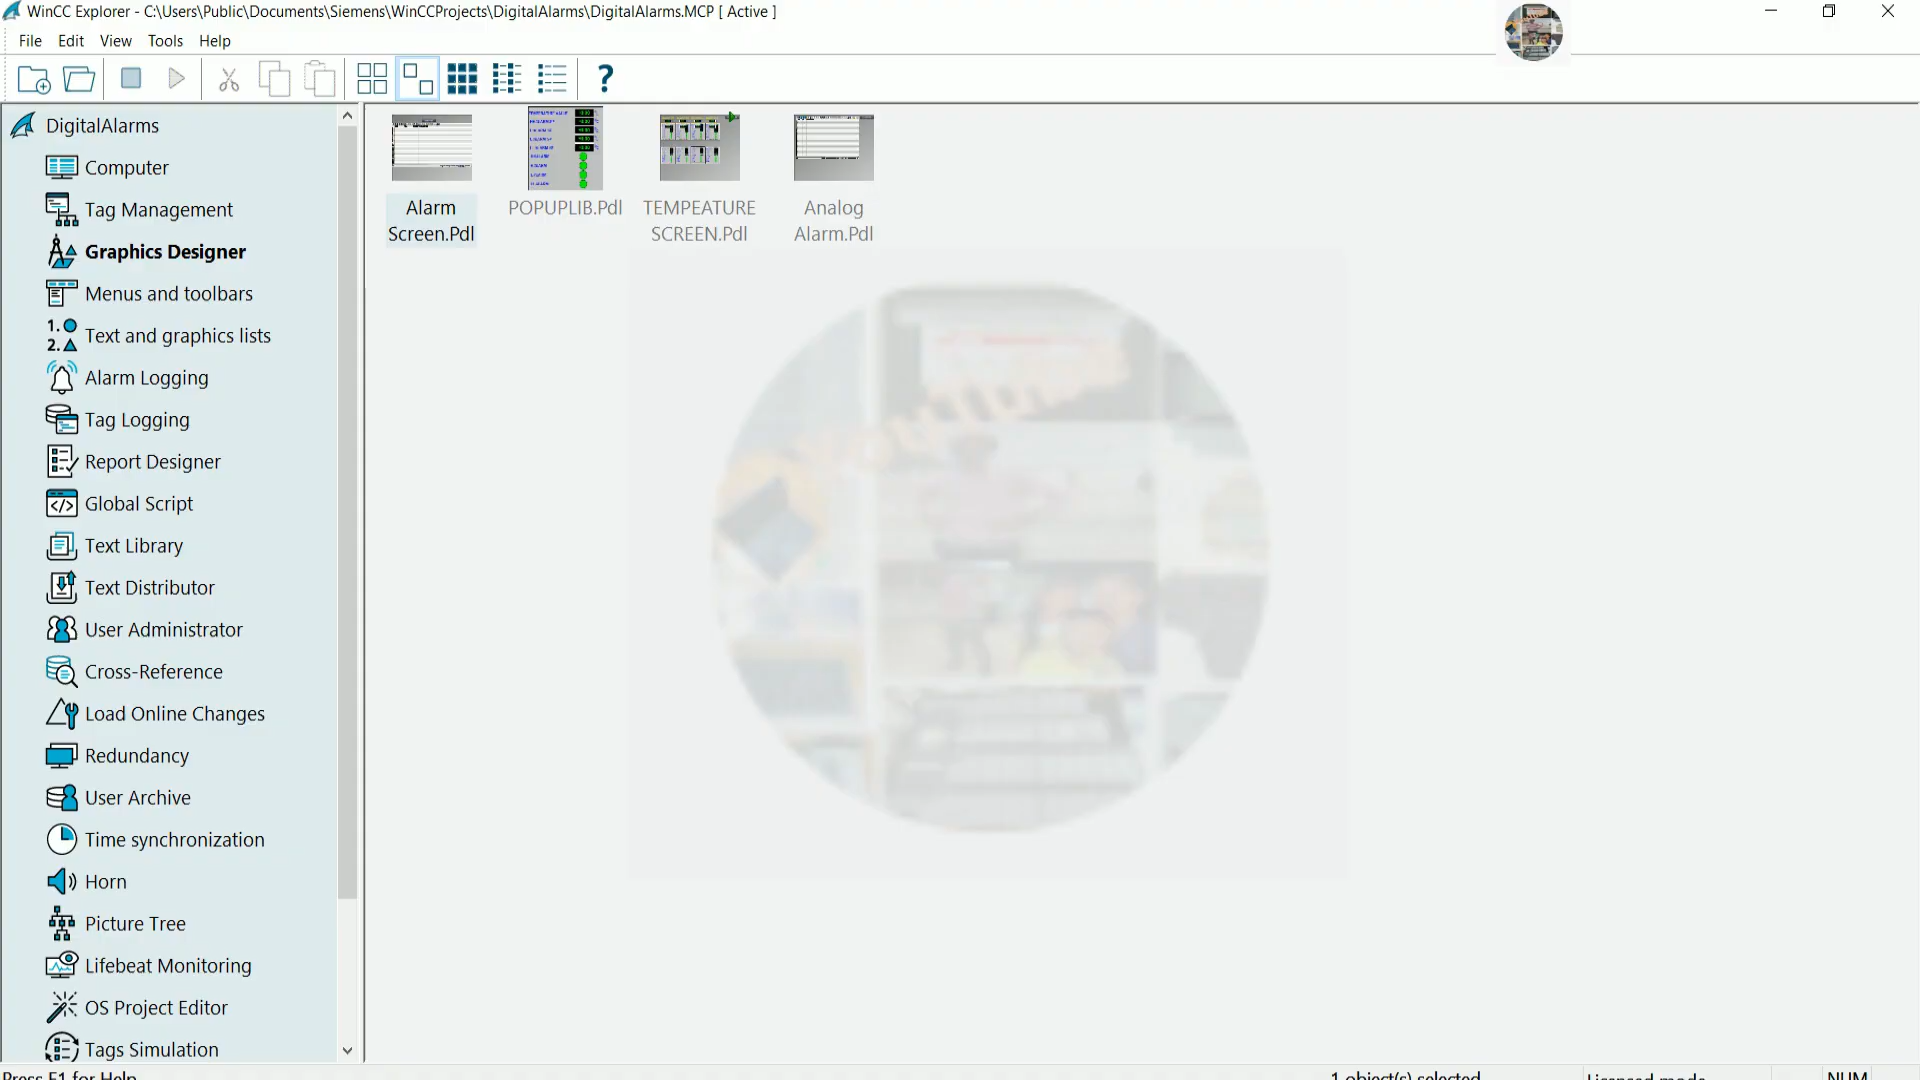 WinCC Explorer - C:\Users\Public\Documents\Siemens\WinCCProjects\DigitalAlarms\DigitalAlarms.MCP [ Active ]
File Edit View Tools Help
DigitalAlarms
Computer
Tag Management
Graphics Designer
Menus and toolbars
Text and graphics lists
Alarm Logging
Tag Logging
Report Designer
Global Script
Text Library
Text Distributor
User Administrator
Cross-Reference
Load Online Changes
Redundancy
User Archive
Time synchronization
Horn
Picture Tree
Lifebeat Monitoring
OS Project Editor
Tags Simulation
Alarm
Screen.Pdl
POPUPLIB.Pdl
TEMPEATURE
SCREEN.Pdl
Analog
Alarm.Pdl
Press F1 for Help
1 object(s) selected
Licensed mode
NUM